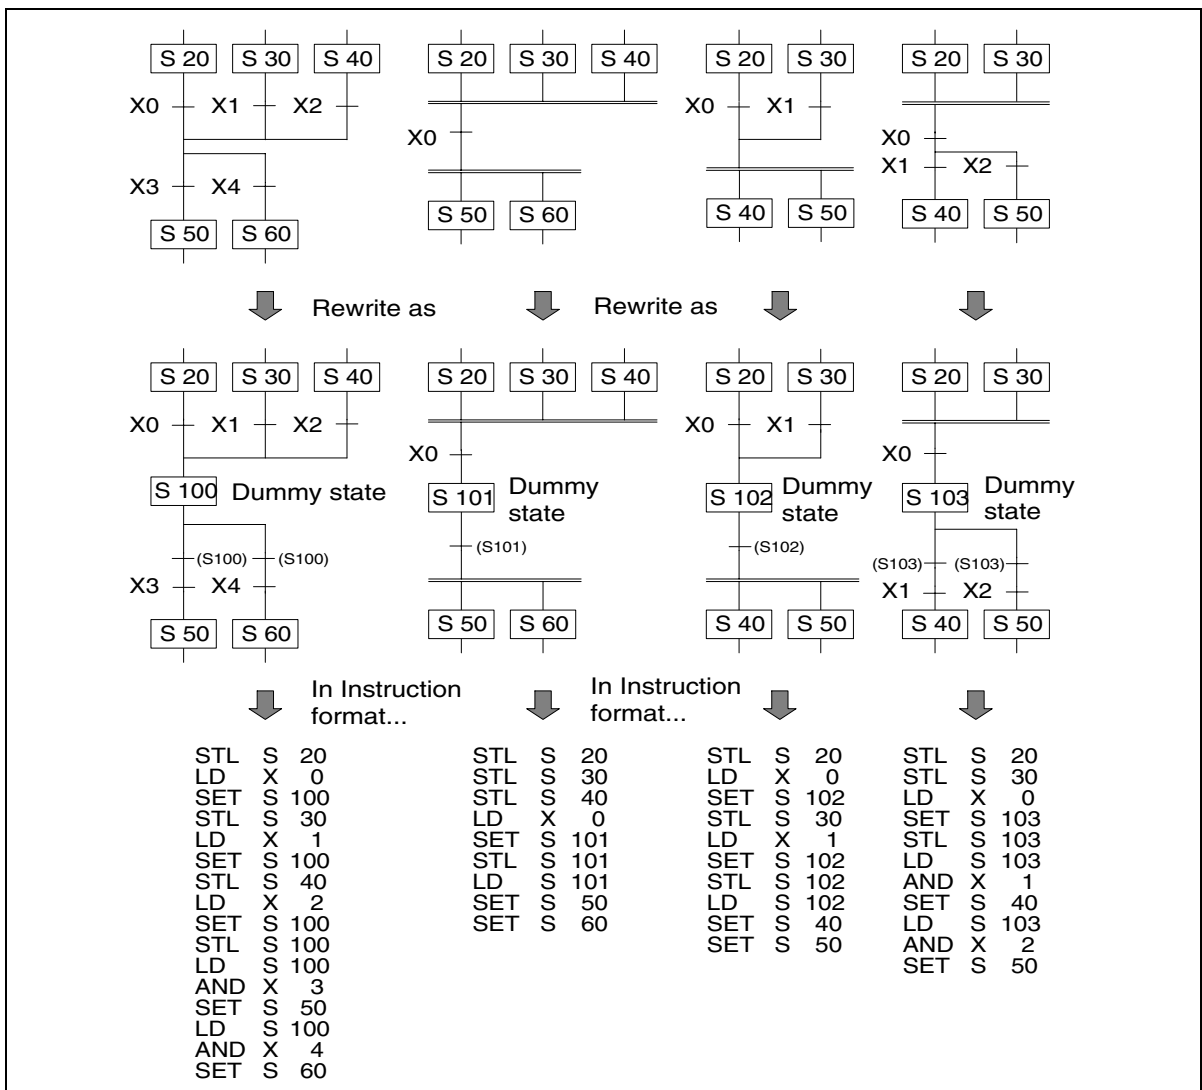 S 20 S 30 S 40 S 20 S 30 S 40 S 20 S 30 S 20 S 30
X0 X1 X2 X0 X1
X0 X0
X3 X4 X1 X2
S 50 S 60 S 50 S 60 S 40 S 50 S 40 S 50
Rewrite as Rewrite as
S 20 S 30 S 40 S 20 S 30 S 40 S 20 S 30 S 20 S 30
X0 X1 X2 X0 X1
X0 X0
S 100 Dummy state S 101 Dummy state S 102 Dummy state S 103 Dummy state
(S100) (S100) (S101) (S102) (S103) (S103)
X3 X4 X1 X2
S 50 S 60 S 50 S 60 S 40 S 50 S 40 S 50
In Instruction
format...
In Instruction
format...
STL S 20
LD X 0
SET S 100
STL S 30
LD X 1
SET S 100
STL S 40
LD X 2
SET S 100
STL S 100
LD S 100
AND X 3
SET S 50
LD S 100
AND X 4
SET S 60
STL S 20
STL S 30
STL S 40
LD X 0
SET S 101
STL S 101
LD S 101
SET S 50
SET S 60
STL S 20
LD X 0
SET S 102
STL S 30
LD X 1
SET S 102
STL S 102
LD S 102
SET S 40
SET S 50
STL S 20
STL S 30
LD X 0
SET S 103
STL S 103
LD S 103
AND X 1
SET S 40
LD S 103
AND X 2
SET S 50